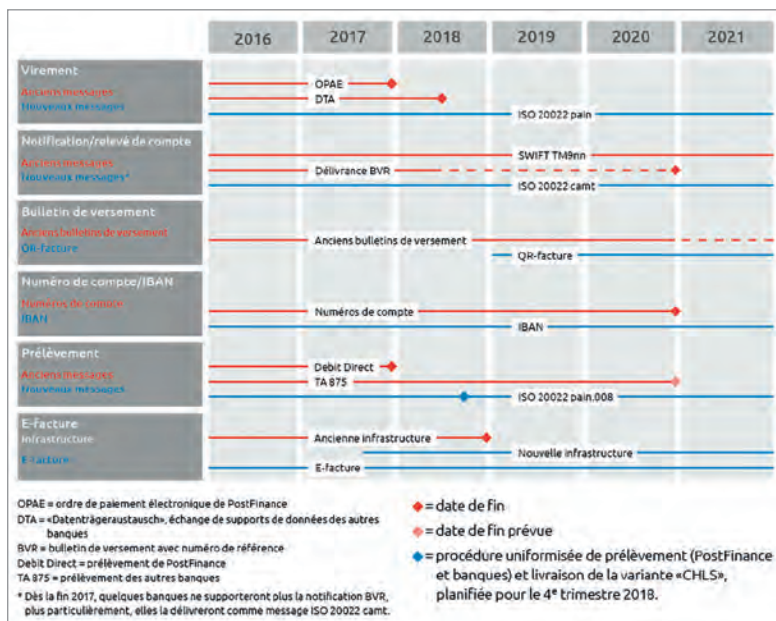 2016 2017 2018 2019 2020 2021
Virement
Anciens messages
Nouveaux messages
OPAE
DTA
ISO 20022 pain
Notification/relevé de compte
Anciens messages
Nouveaux messages*
SWIFT TM9nn
Délivrance BVR
ISO 20022 camt
Bulletin de versement
Anciens bulletins de versement
QR-facture
Anciens bulletins de versement
QR-facture
Numéro de compte/IBAN
Numéros de compte
IBAN
Numéros de compte
IBAN
Prélèvement
Anciens messages
Nouveaux messages
Debit Direct
TA 875
ISO 20022 pain.008
E-facture
Infrastructure
E-facture
Ancienne infrastructure
Nouvelle infrastructure
E-facture
OPAE = ordre de paiement électronique de PostFinance
DTA = «Datenträgeraustausch», échange de supports de données des autres
banques
BVR = bulletin de versement avec numéro de référence
Debit Direct = prélèvement de PostFinance
TA 875 = prélèvement des autres banques
* Dès la fin 2017, quelques banques ne supporteront plus la notification BVR,
plus particulièrement, elles la délivreront comme message ISO 20022 camt.
= date de fin
= date de fin prévue
= procédure uniformisée de prélèvement (PostFinance
et banques) et livraison de la variante «CHLS»,
planifiée pour le 4e trimestre 2018.